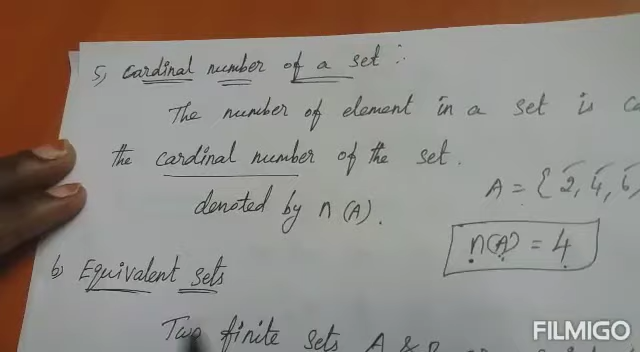 5, cardinal number of a set :
The number of element in a set is
the cardinal number of the set.
A = { 2, 4, 6,
denoted by n (A).
n(A) = 4
6, Equivalent sets
Two finite sets A &
FILMIGO